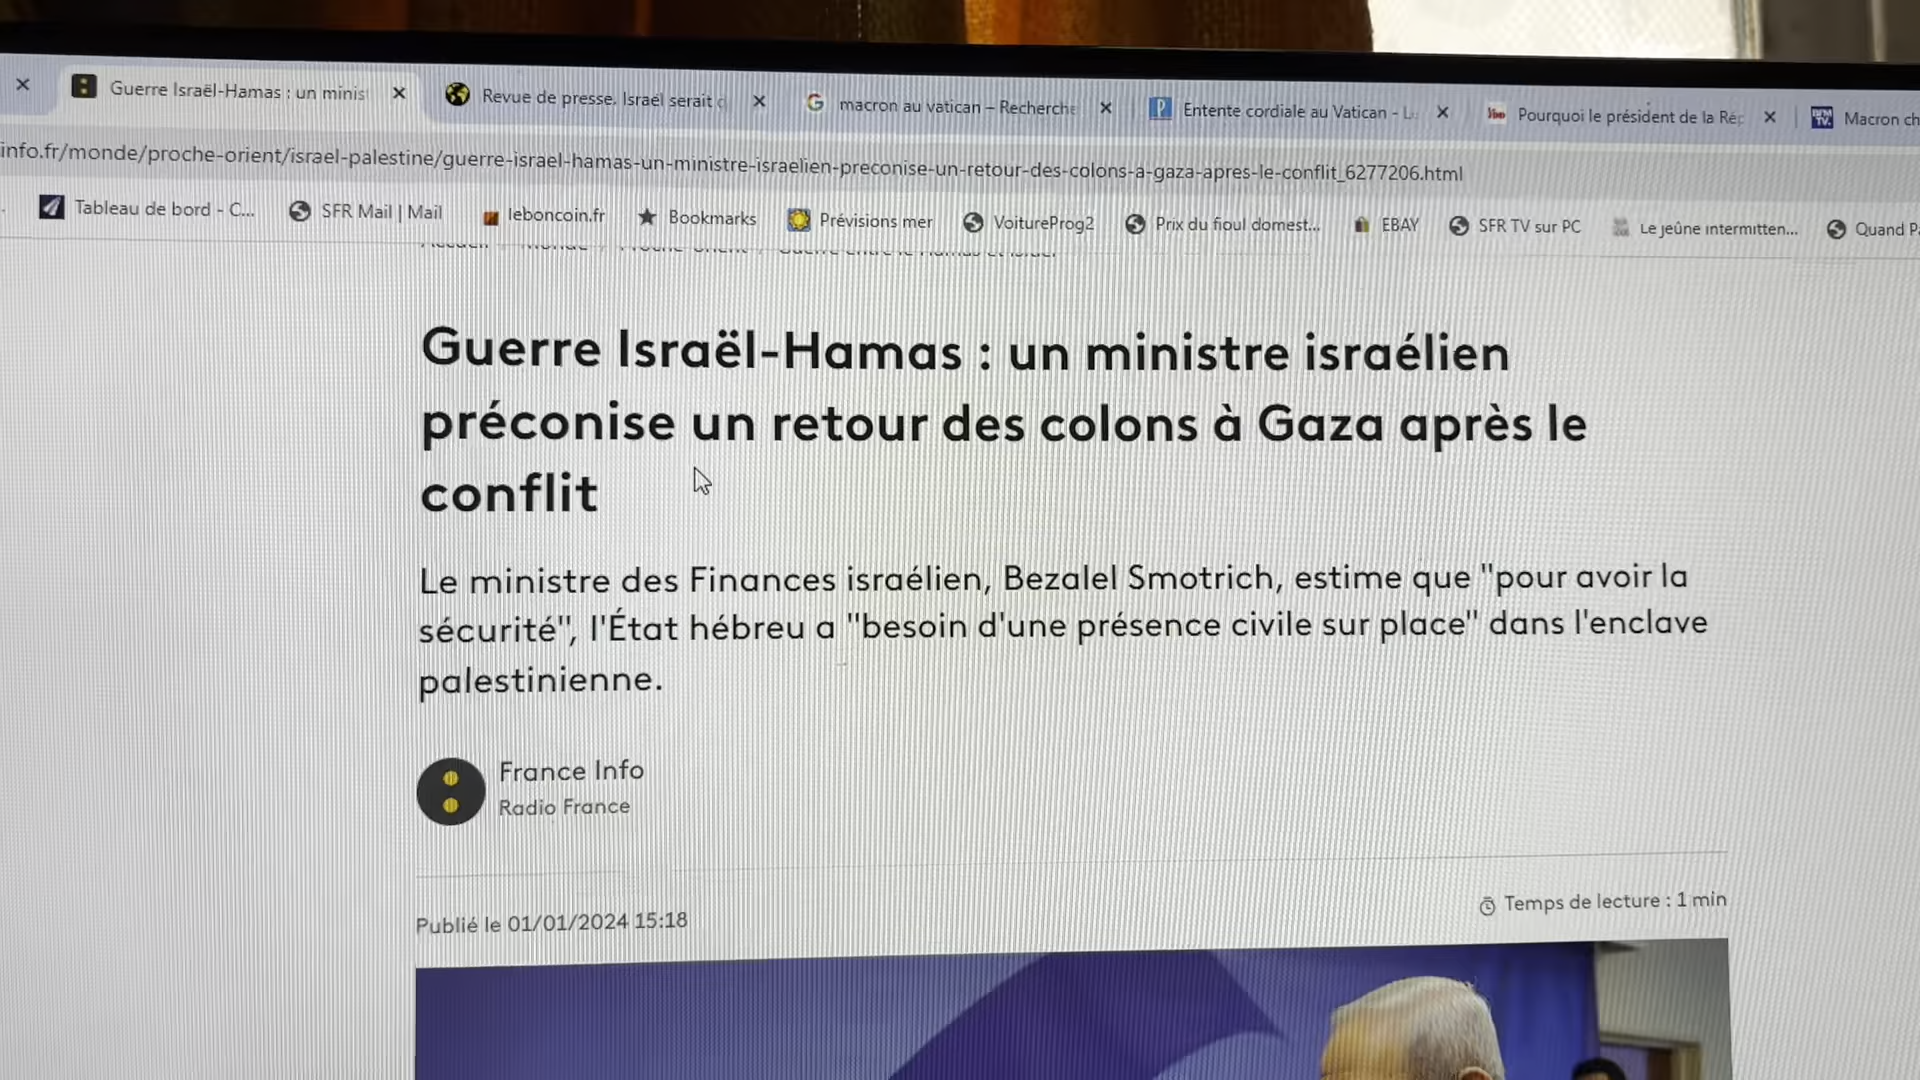 Guerre Israël-Hamas : un minis
Revue de presse. Israël serait
macron au vatican – Recherche
Entente cordiale au Vatican -
Pourquoi le président de la Rép
Macron ch
info.fr/monde/proche-orient/israel-palestine/guerre-israel-hamas-un-ministre-israelien-preconise-un-retour-des-colons-a-gaza-apres-le-conflit_6277206.html
Tableau de bord - C...
SFR Mail | Mail
leboncoin.fr
Bookmarks
Prévisions mer
VoitureProg2
Prix du fioul domest...
EBAY
SFR TV sur PC
Le jeûne intermitten...
Quand
Guerre Israël-Hamas : un ministre israélien
préconise un retour des colons à Gaza après le
conflit
Le ministre des Finances israélien, Bezalel Smotrich, estime que "pour avoir la
sécurité", l'État hébreu a "besoin d'une présence civile sur place" dans l'enclave
palestinienne.
France Info
Radio France
Publié le 01/01/2024 15:18
Temps de lecture : 1 min